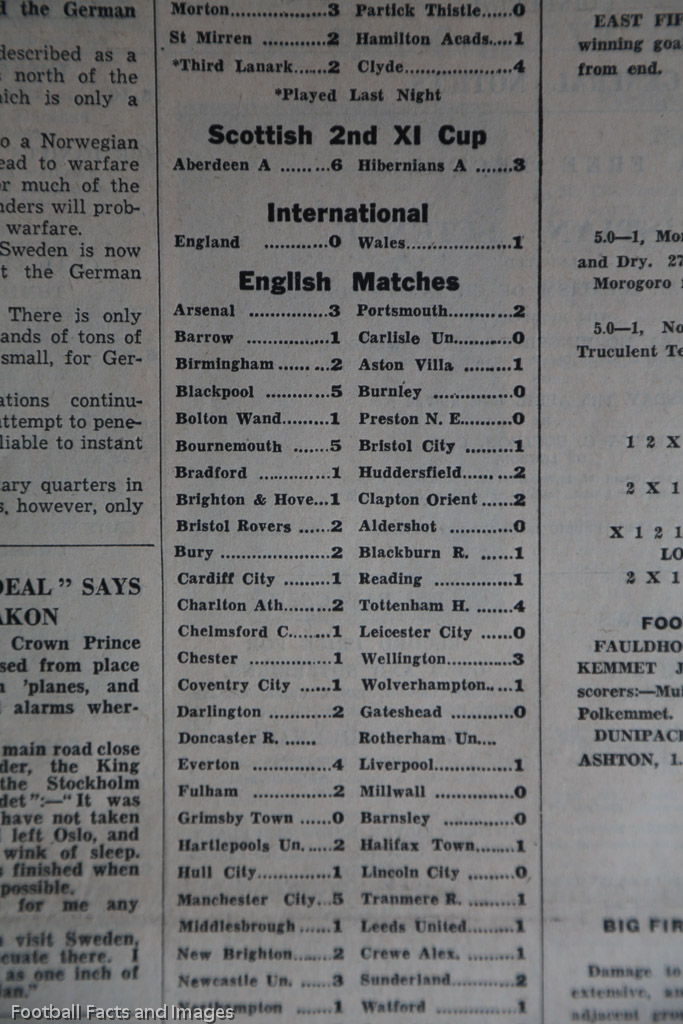 d the German
described as a
s north of the
ich is only a
o a Norwegian
ead to warfare
or much of the
nders will prob-
warfare.
Sweden is now
t the German
There is only
ands of tons of
small, for Ger-
ations continu-
attempt to pene-
liable to instant
tary quarters in
s, however, only
DEAL" SAYS
AKON
Crown Prince
sed from place
'planes, and
alarms wher-
main road close
der, the King
the Stockholm
det":—"It was
have not taken
left Oslo, and
wink of sleep.
s finished when
possible.
for me any
visit Sweden,
cuate there. I
as one inch of
an."
Morton..............3 Partick Thistle......0
St Mirren ...........2 Hamilton Acads....1
*Third Lanark......2 Clyde..................4
*Played Last Night
Scottish 2nd XI Cup
Aberdeen A .........6 Hibernians A .......3
International
England ............0 Wales...................1
English Matches
Arsenal ..............3 Portsmouth...........2
Barrow ..............1 Carlisle Un...........0
Birmingham.........2 Aston Villa .........1
Blackpool ...........5 Burnley ..............0
Bolton Wand.........1 Preston N. E.........0
Bournemouth .......5 Bristol City .........1
Bradford ............1 Huddersfield.........2
Brighton & Hove...1 Clapton Orient .....2
Bristol Rovers ......2 Aldershot ...........0
Bury ..................2 Blackburn R. ......1
Cardiff City .........1 Reading ..............1
Charlton Ath........2 Tottenham H. .......4
Chelmsford C........1 Leicester City .....0
Chester ..............1 Wellington...........3
Coventry City ......1 Wolverhampton.....1
Darlington ..........2 Gateshead ...........0
Doncaster R. ...... Rotherham Un....
Everton .............4 Liverpool.............1
Fulham ..............2 Millwall .............0
Grimsby Town .....0 Barnsley ............0
Hartlepools Un. ....2 Halifax Town........1
Hull City.............1 Lincoln City ........0
Manchester City..5 Tranmere R. ........1
Middlesbrough ......1 Leeds United........1
New Brighton.......2 Crewe Alex. ........1
Newcastle Un. .....3 Sunderland..........2
Northampton ......1 Watford ............1
EAST FIF
winning goa
from end.
5.0—1, Mo
and Dry. 27
Morogoro
5.0—1, No
Truculent Te
1 2 X
2 X 1
X 1 2 1
LO
2 X 1
FOO
FAULDHO
KEMMET J
scorers:—Mui
Polkemmet.
DUNIPAC
ASHTON, 1.
BIG FIR
Damage to
extensive, an
adjacent grou
Football Facts and Images